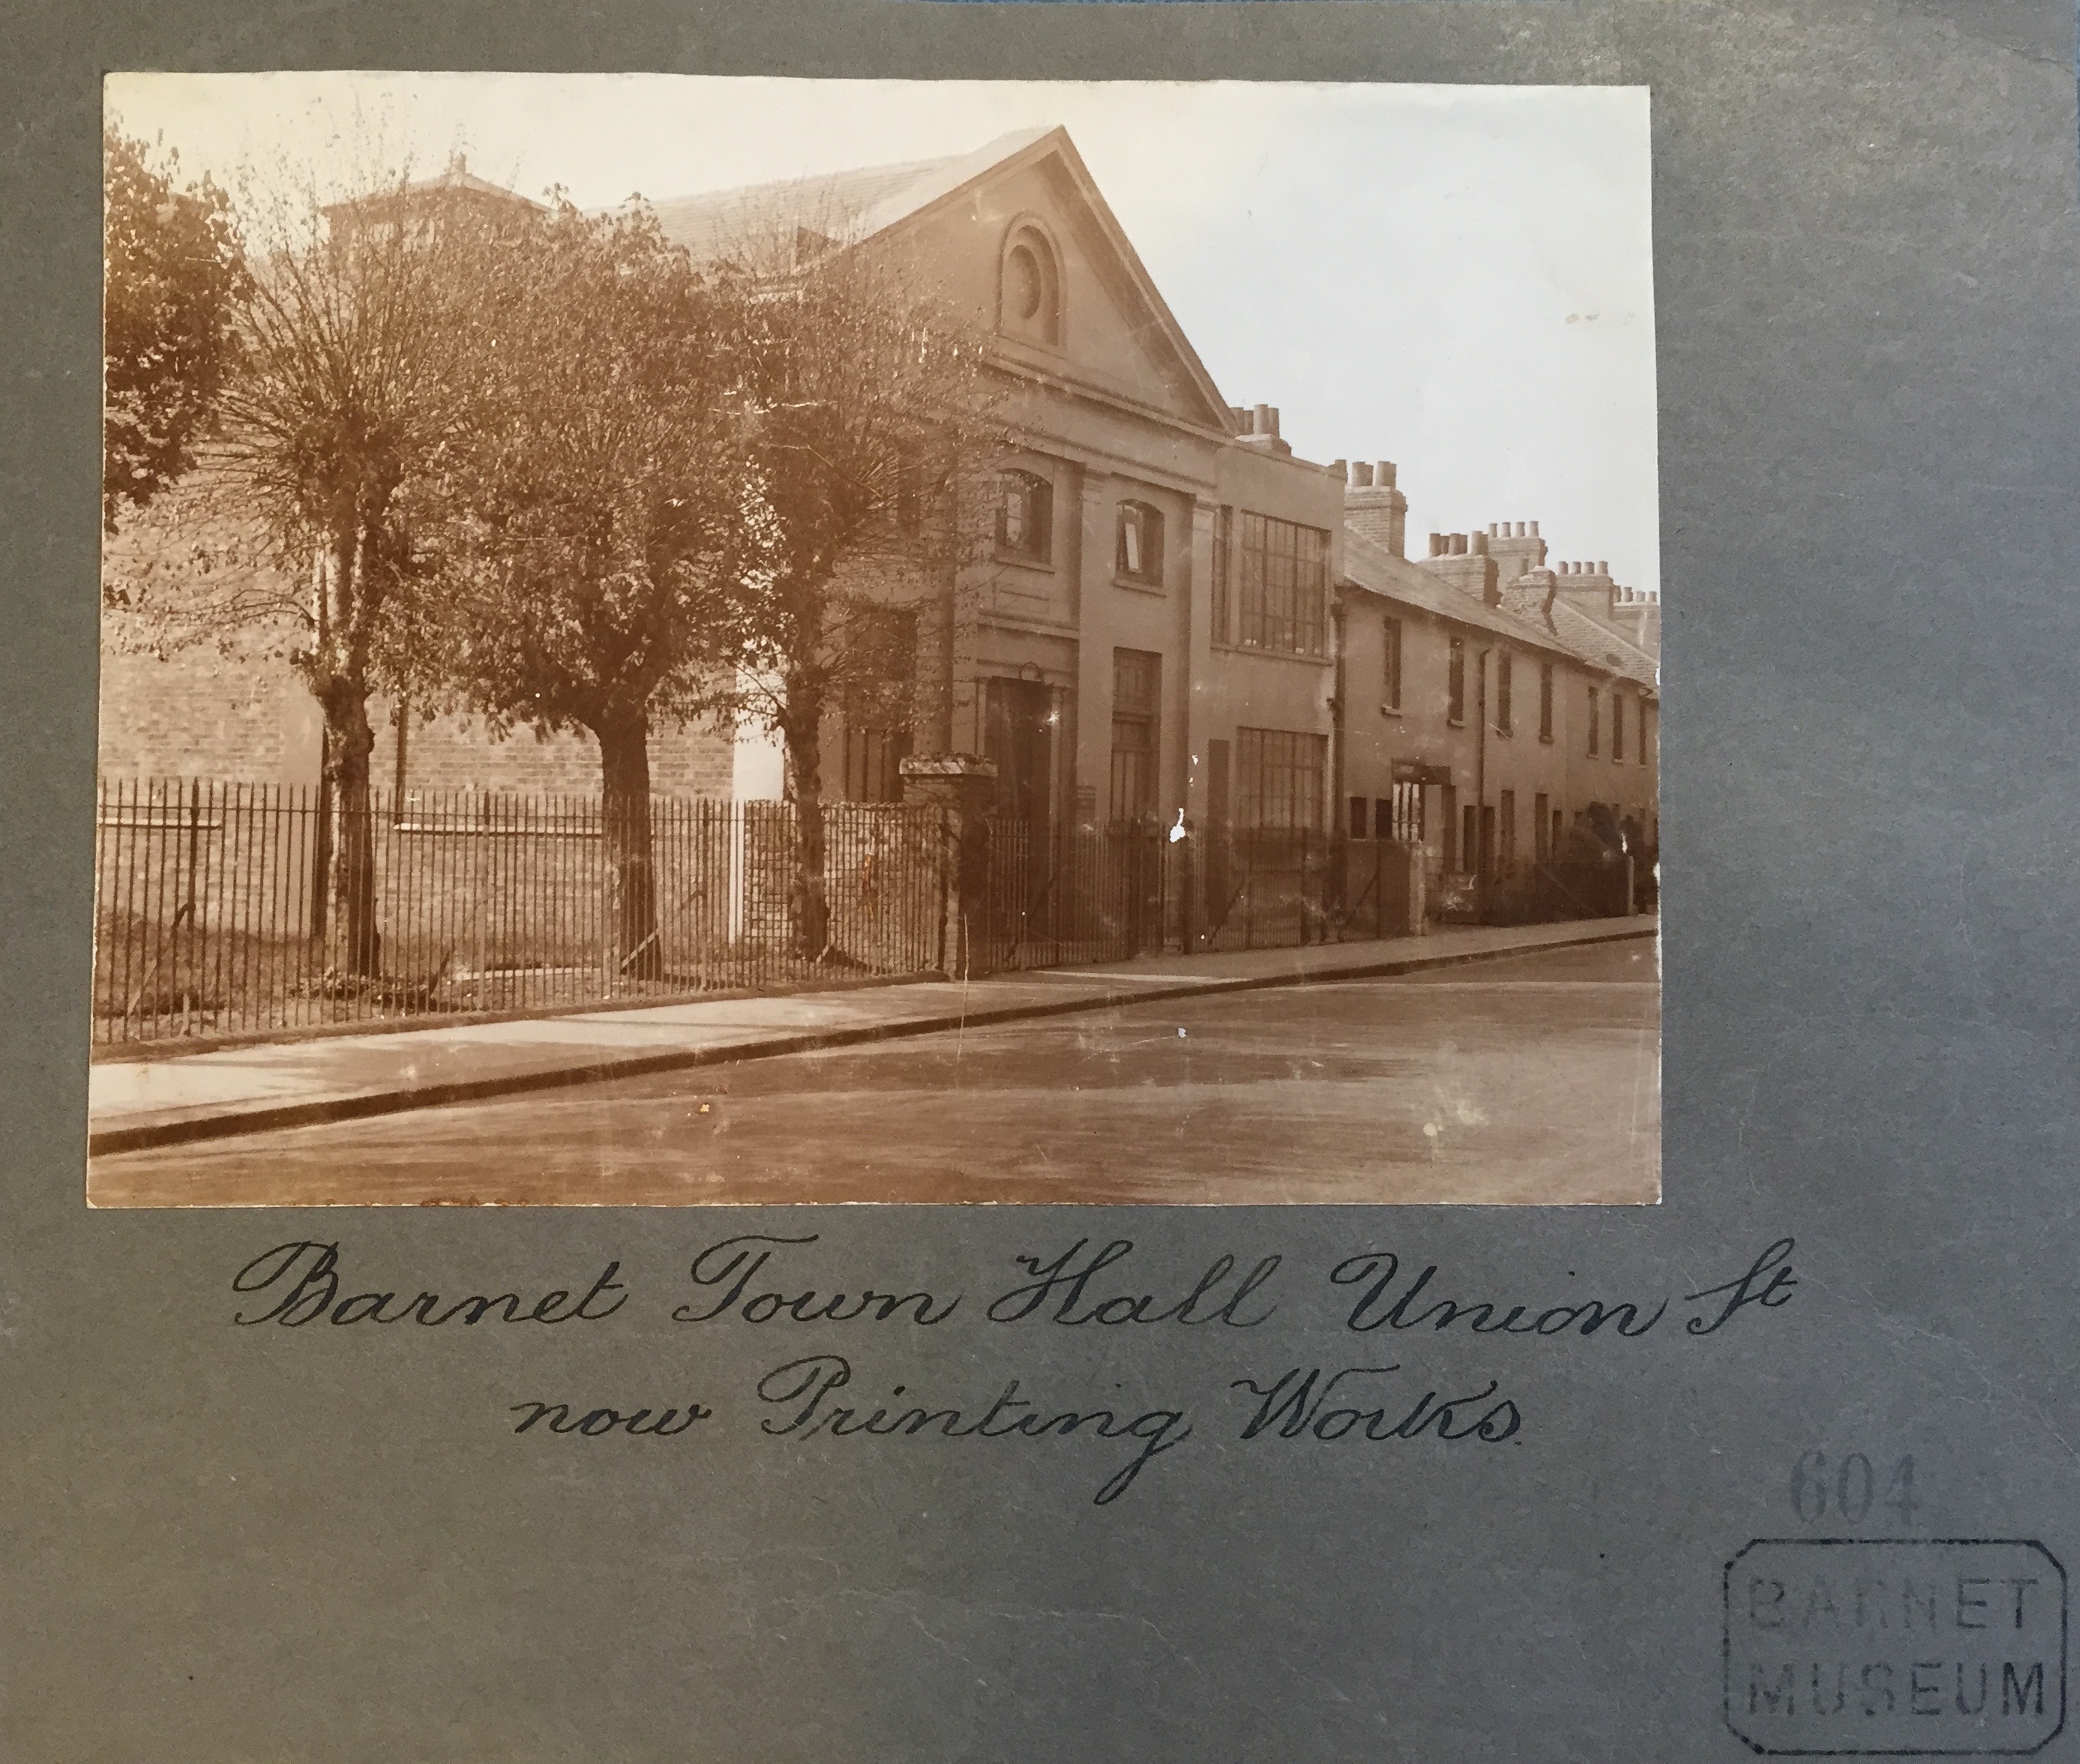 Barnet Town Hall Union St
now Printing Works.
604
BARNET
MUSEUM